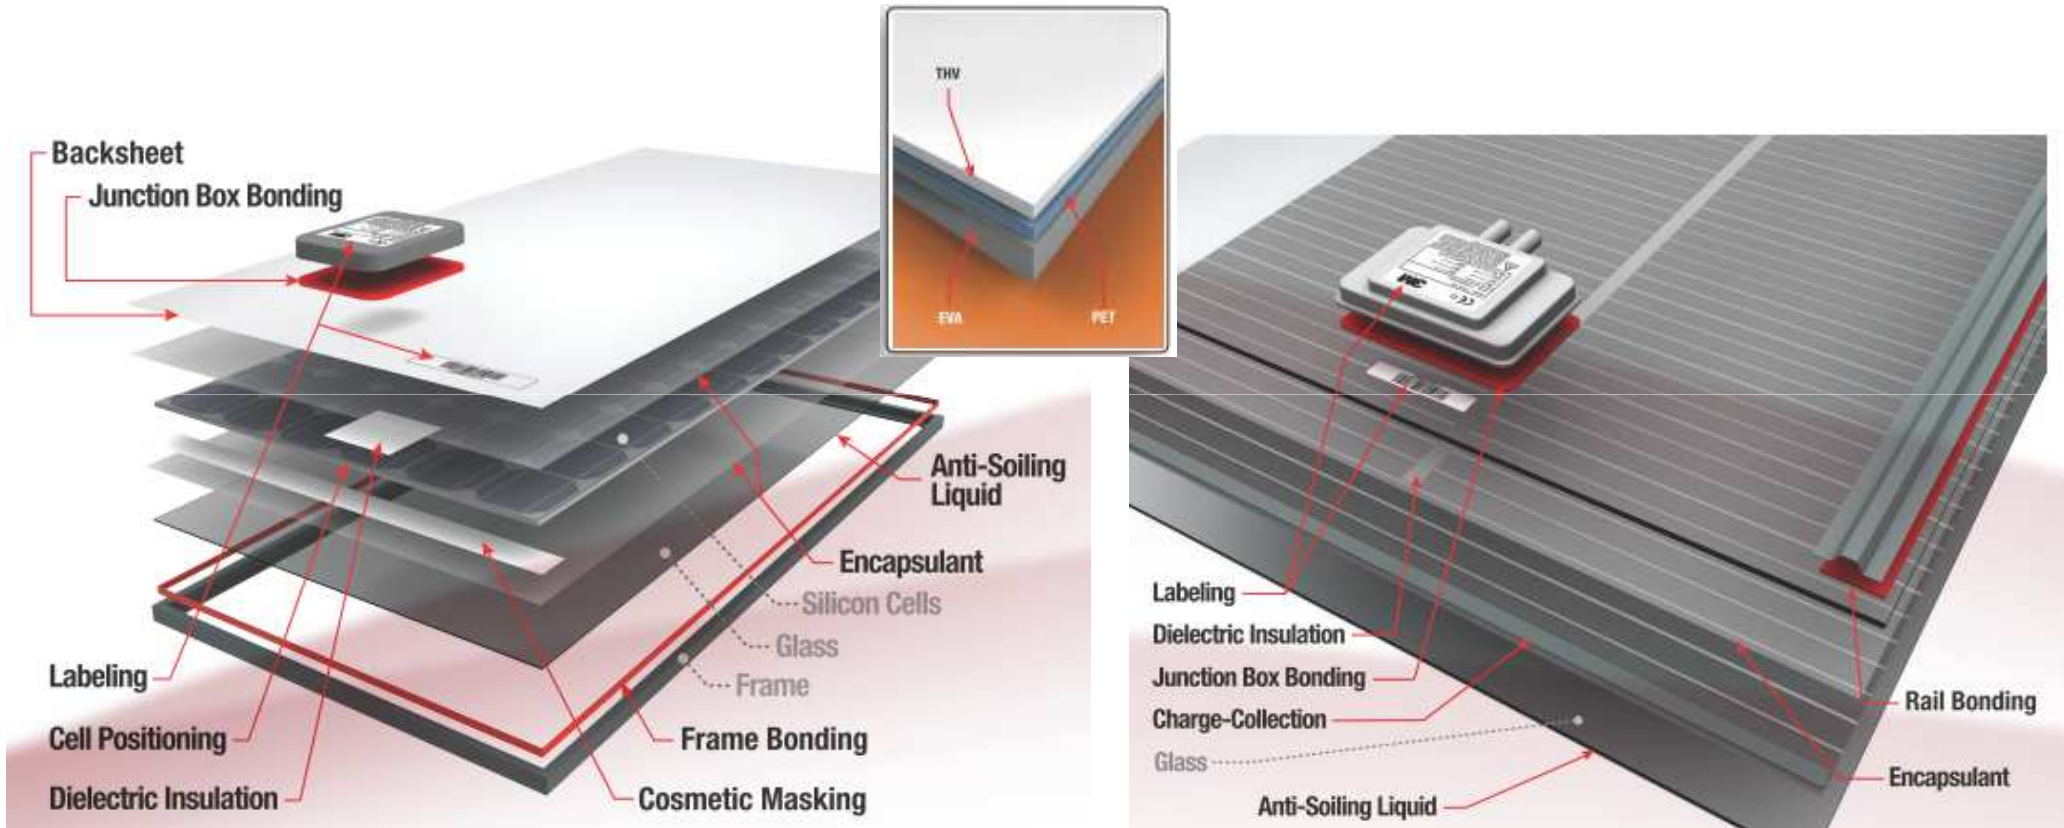 Backsheet
Junction Box Bonding
Anti-Soiling
Liquid
Encapsulant
Silicon Cells
Glass
Frame
Labeling
Cell Positioning
Frame Bonding
Dielectric Insulation
Cosmetic Masking
THV
EVA
PET
3M
Labeling
Dielectric Insulation
Junction Box Bonding
Charge-Collection
Glass
Anti-Soiling Liquid
Rail Bonding
Encapsulant